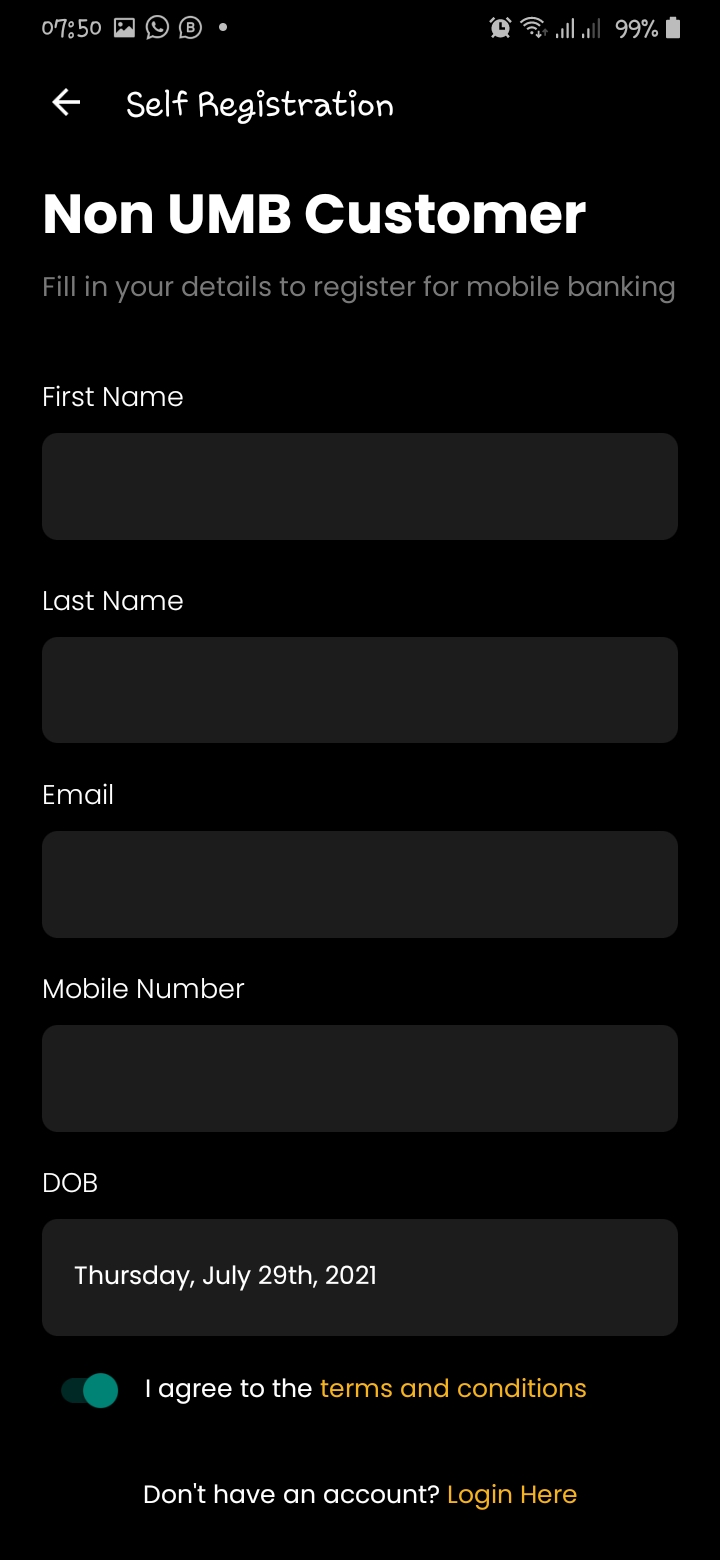 07:50 99%
Self Registration
Non UMB Customer
Fill in your details to register for mobile banking
First Name
Last Name
Email
Mobile Number
DOB
Thursday, July 29th, 2021
I agree to the terms and conditions
Don't have an account? Login Here